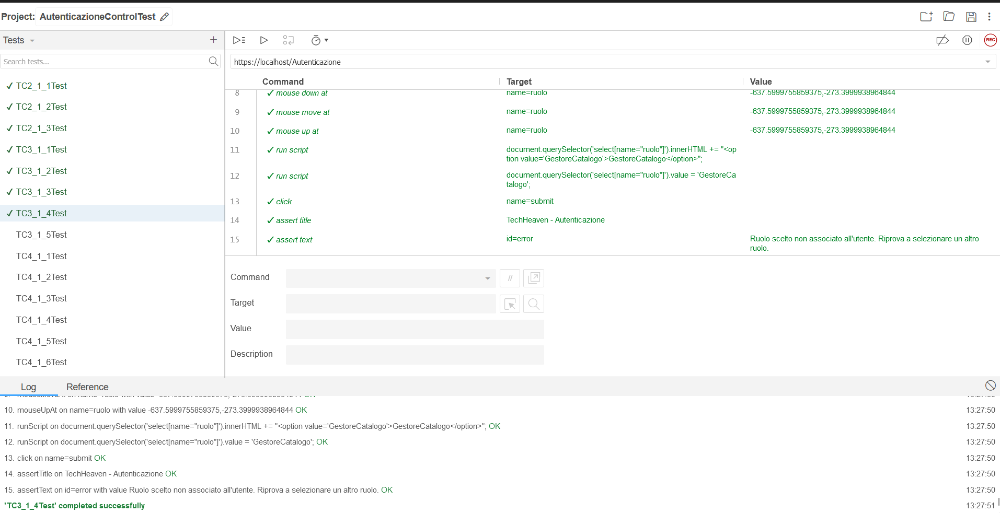 Project: AutenticazioneControlTest
Tests
REC
Search tests...
https://localhost/Autenticazione
Command Target Value
TC2_1_1Test
TC2_1_2Test
TC2_1_3Test
TC3_1_1Test
TC3_1_2Test
TC3_1_3Test
TC3_1_4Test
TC3_1_5Test
TC4_1_1Test
TC4_1_2Test
TC4_1_3Test
TC4_1_4Test
TC4_1_5Test
TC4_1_6Test
8 ✓ mouse down at name=ruolo -637.5999755859375,-273.3999938964844
9 ✓ mouse move at name=ruolo -637.5999755859375,-273.3999938964844
10 ✓ mouse up at name=ruolo -637.5999755859375,-273.3999938964844
11 ✓ run script document.querySelector('select[name="ruolo"]').innerHTML += "<op
tion value='GestoreCatalogo'>GestoreCatalogo</option>";
12 ✓ run script document.querySelector('select[name="ruolo"]').value = 'GestoreCa
talogo';
13 ✓ click name=submit
14 ✓ assert title TechHeaven - Autenticazione
15 ✓ assert text id=error Ruolo scelto non associato all'utente. Riprova a selezionare un altro
ruolo.
Command //
Target
Value
Description
Log Reference
10. mouseUpAt on name=ruolo with value -637.5999755859375,-273.3999938964844 OK 13:27:50
11. runScript on document.querySelector('select[name="ruolo"]').innerHTML += "<option value='GestoreCatalogo'>GestoreCatalogo</option>"; OK 13:27:50
12. runScript on document.querySelector('select[name="ruolo"]').value = 'GestoreCatalogo'; OK 13:27:50
13. click on name=submit OK 13:27:50
14. assertTitle on TechHeaven - Autenticazione OK 13:27:50
15. assertText on id=error with value Ruolo scelto non associato all'utente. Riprova a selezionare un altro ruolo. OK 13:27:50
'TC3_1_4Test' completed successfully 13:27:51